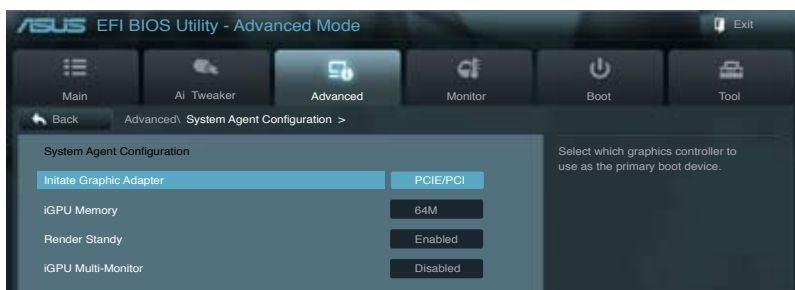 ASUS EFI BIOS Utility - Advanced Mode
Exit
Main Ai Tweaker Advanced Monitor Boot Tool
Back Advanced\ System Agent Configuration >
System Agent Configuration
Initate Graphic Adapter PCIE/PCI
iGPU Memory 64M
Render Standy Enabled
iGPU Multi-Monitor Disabled
Select which graphics controller to
use as the primary boot device.